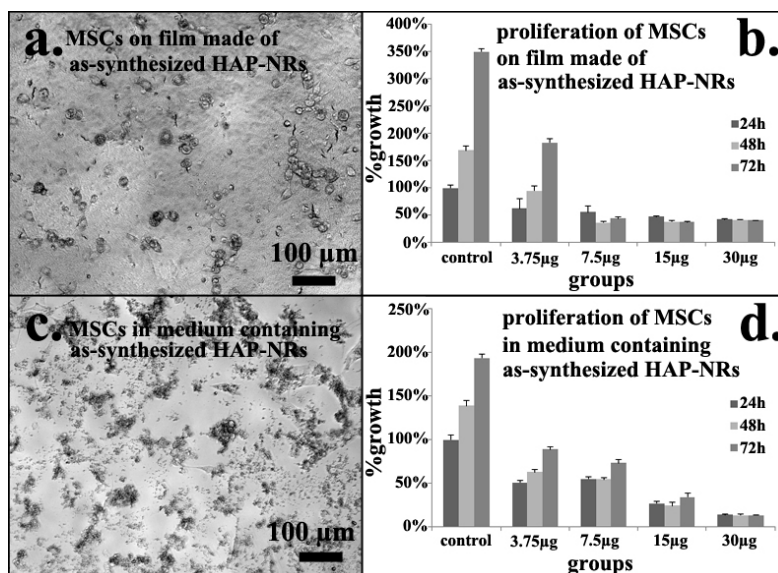 a. MSCs on film made of
as-synthesized HAP-NRs
100 µm
b.
proliferation of MSCs
on film made of
as-synthesized HAP-NRs
400%
350%
300%
250%
200%
150%
100%
50%
0%
%growth
24h
48h
72h
control 3.75µg 7.5µg 15µg 30µg
groups
c. MSCs in medium containing
as-synthesized HAP-NRs
100 µm
d.
proliferation of MSCs
in medium containing
as-synthesized HAP-NRs
250%
200%
150%
100%
50%
0%
%growth
24h
48h
72h
control 3.75µg 7.5µg 15µg 30µg
groups